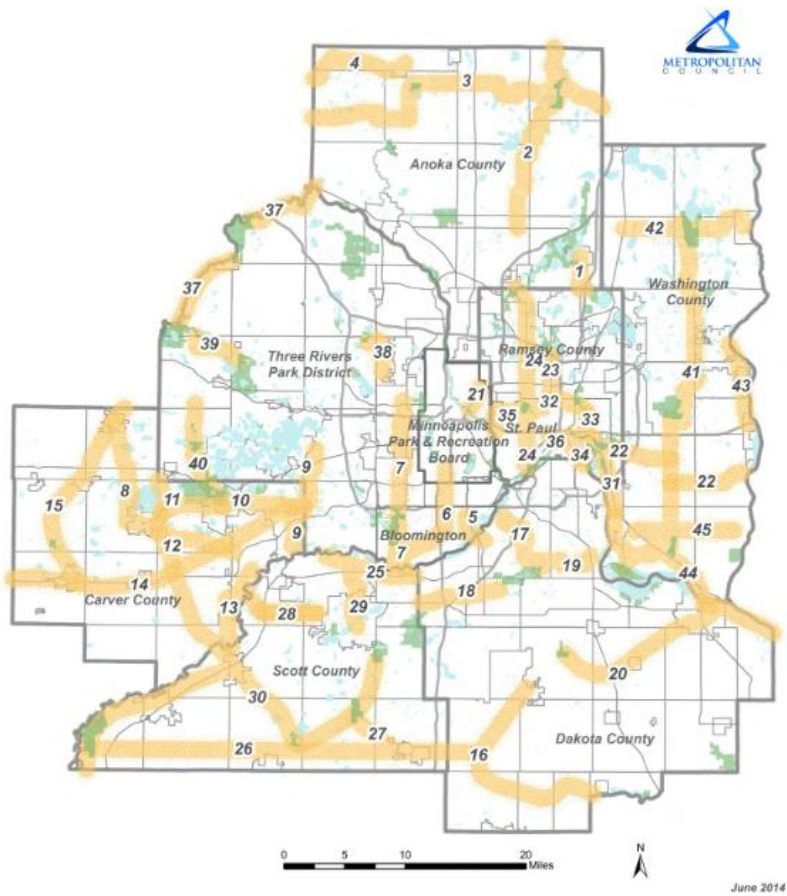 METROPOLITAN
COUNCIL
4
3
2
Anoka County
37
42
1
Washington
County
37
39
Three Rivers
Park District
38
Ramsey County
24
23
41
43
21
32
35
33
Minneapolis
Park & Recreation
Board
St. Paul
36
22
24
34
40
9
7
31
22
15
8
11
10
6
5
45
12
9
Bloomington
7
17
19
44
14
Carver County
25
13
28
29
18
Scott County
20
30
26
27
16
Dakota County
0 5 10 20
Miles
N
June 2014